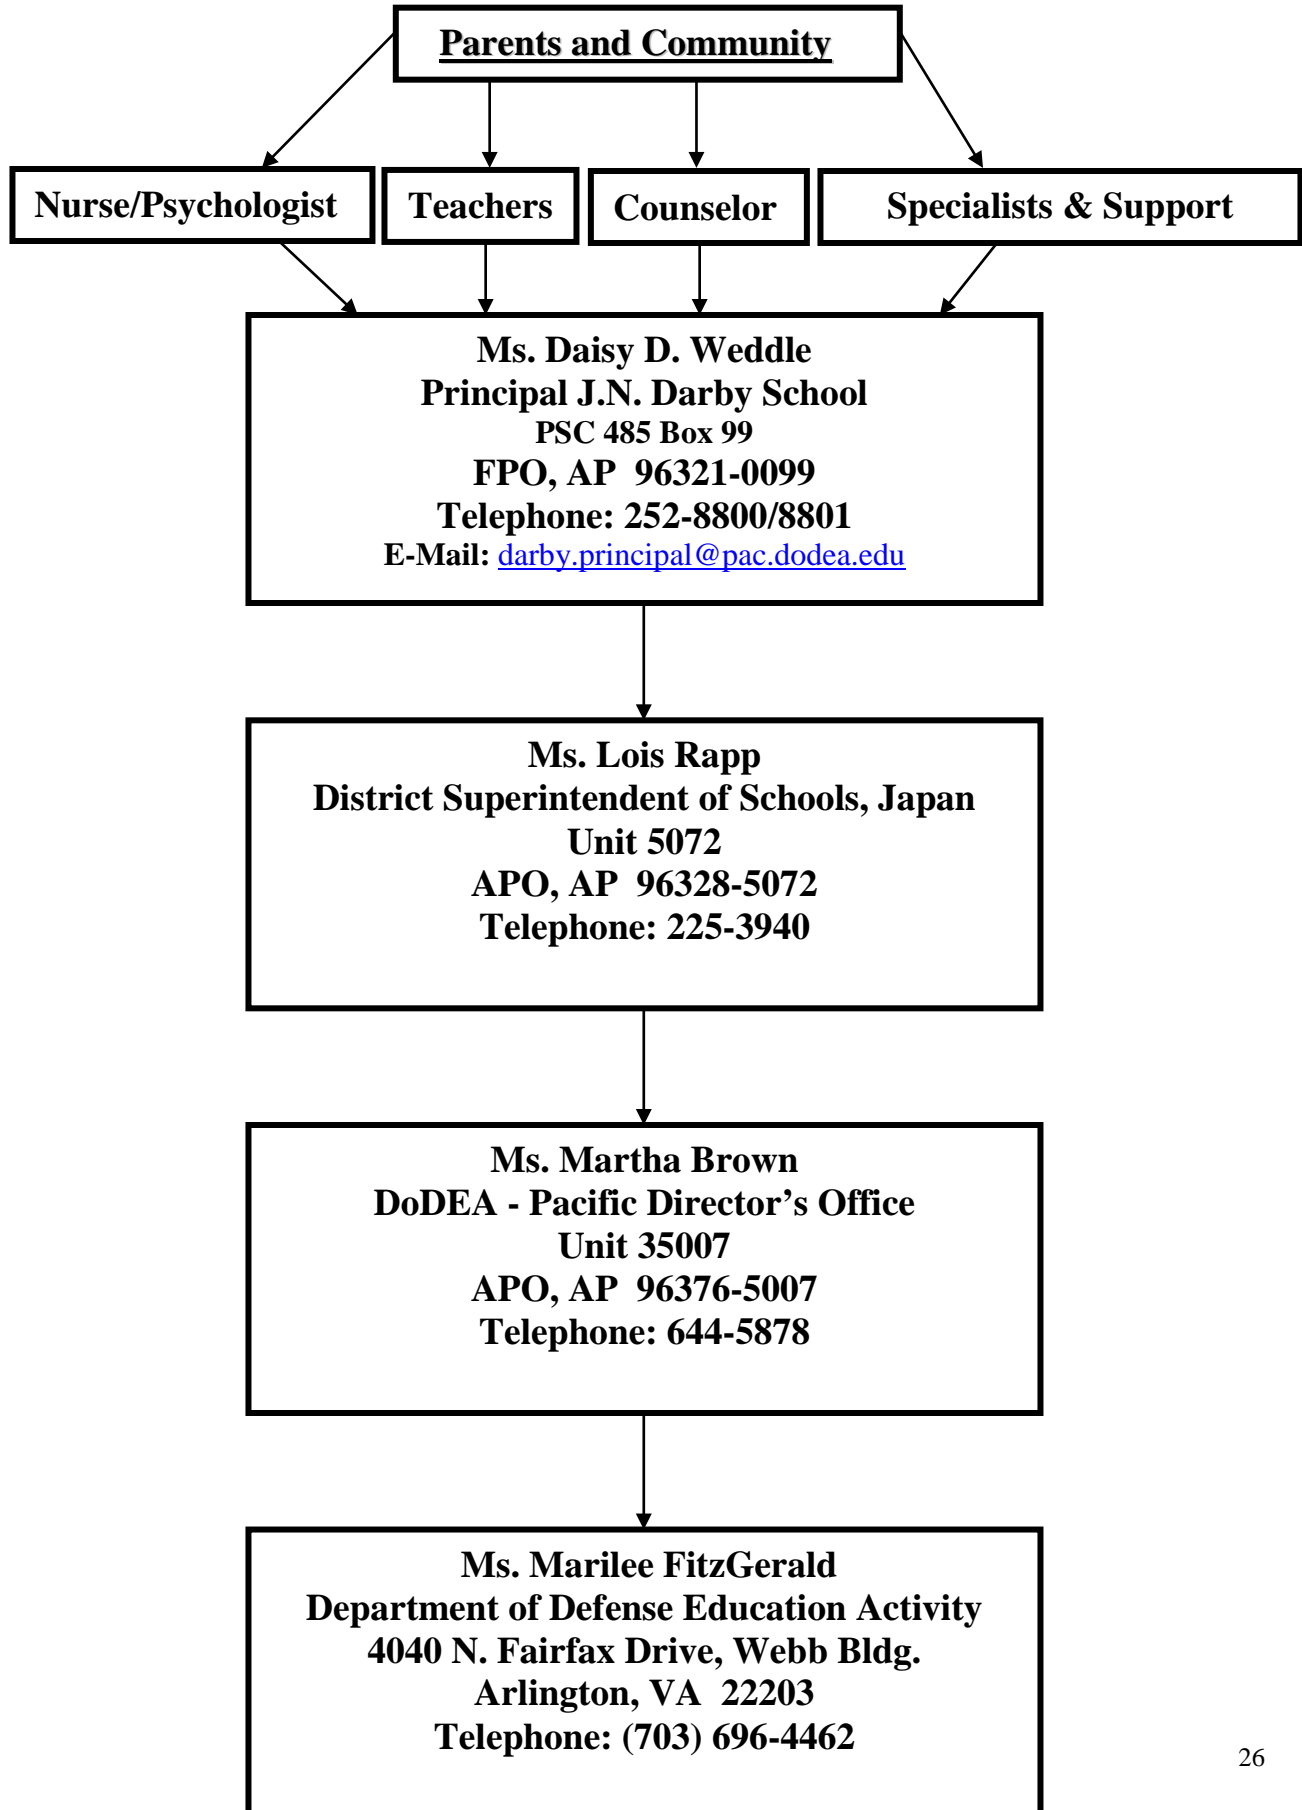 Parents and Community
Nurse/Psychologist
Teachers
Counselor
Specialists & Support
Ms. Daisy D. Weddle
Principal J.N. Darby School
PSC 485 Box 99
FPO, AP  96321-0099
Telephone: 252-8800/8801
E-Mail: darby.principal@pac.dodea.edu
Ms. Lois Rapp
District Superintendent of Schools, Japan
Unit 5072
APO, AP  96328-5072
Telephone: 225-3940
Ms. Martha Brown
DoDEA - Pacific Director’s Office
Unit 35007
APO, AP  96376-5007
Telephone: 644-5878
Ms. Marilee FitzGerald
Department of Defense Education Activity
4040 N. Fairfax Drive, Webb Bldg.
Arlington, VA  22203
Telephone: (703) 696-4462
26